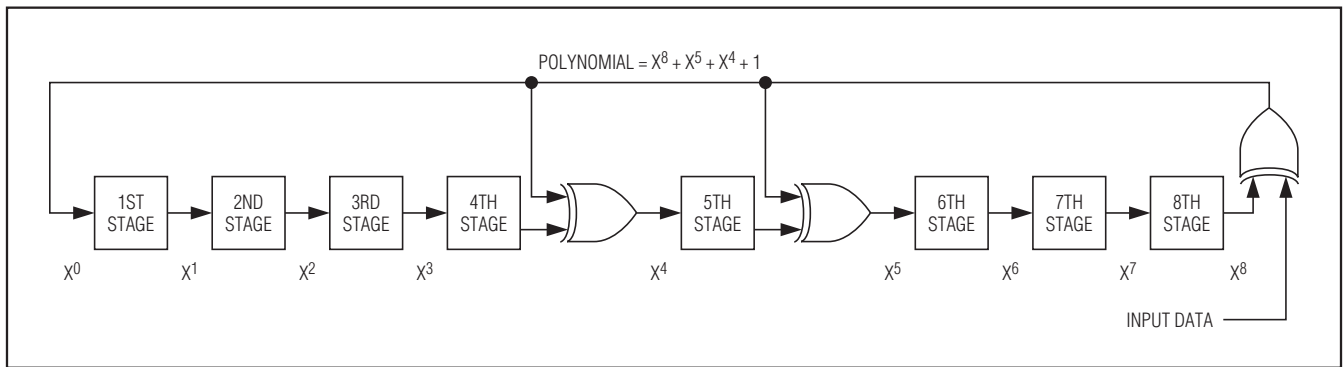 POLYNOMIAL = X⁸ + X⁵ + X⁴ + 1
1ST
STAGE
2ND
STAGE
3RD
STAGE
4TH
STAGE
5TH
STAGE
6TH
STAGE
7TH
STAGE
8TH
STAGE
X⁰
X¹
X²
X³
X⁴
X⁵
X⁶
X⁷
X⁸
INPUT DATA